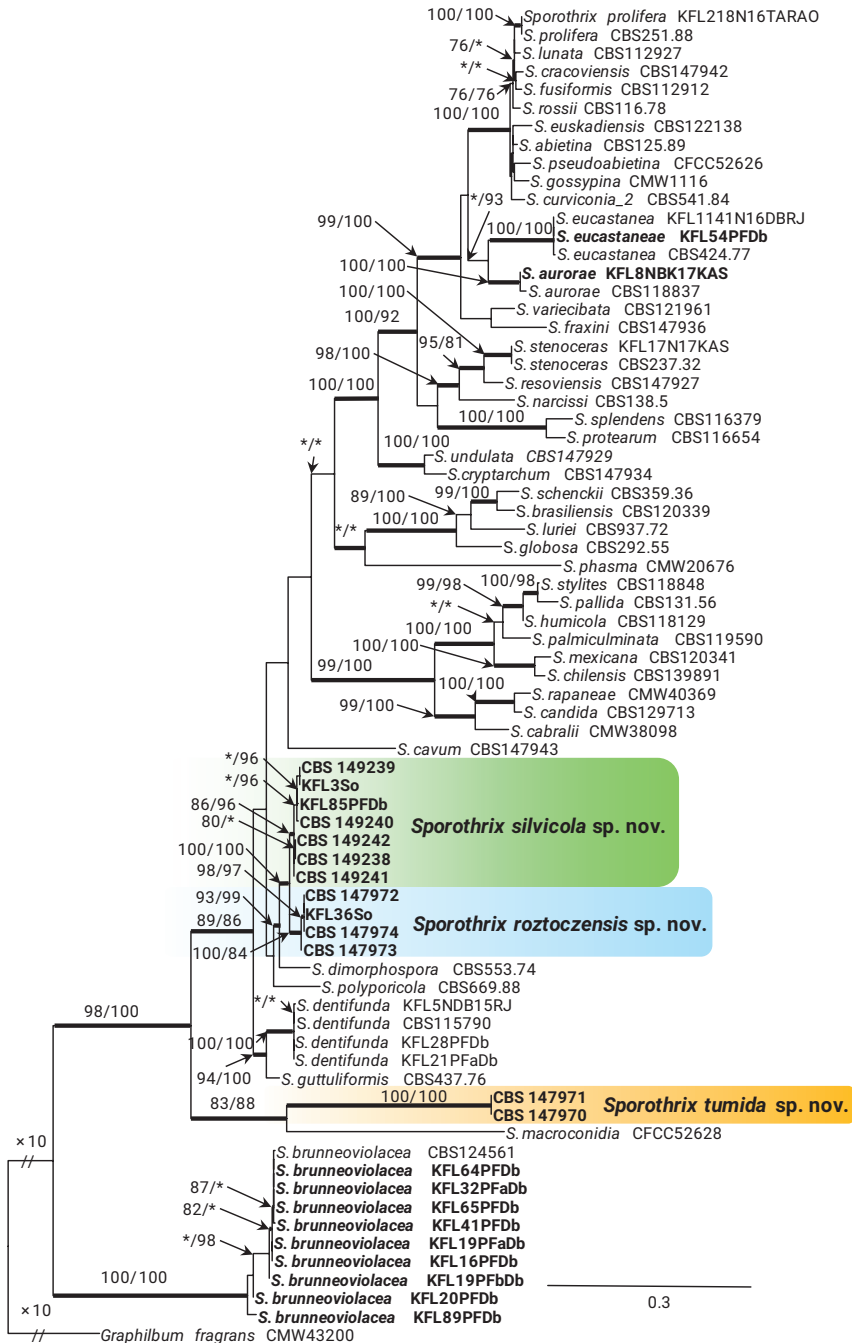 100/100
Sporothrix prolifera KFL218N16TARAO
S. prolifera CBS251.88
76/*
S. lunata CBS112927
*/*
S. cracoviensis CBS147942
S. fusiformis CBS112912
76/76
S. rossii CBS116.78
100/100
S. euskadiensis CBS122138
S. abietina CBS125.89
S. pseudoabietina CFCC52626
S. gossypina CMW1116
*/93
S. curviconia_2 CBS541.84
99/100
S. eucastanea KFL1141N16DBRJ
100/100
S. eucastaneae KFL54PFDb
S. eucastanea CBS424.77
100/100
S. aurorae KFL8NBK17KAS
100/100
S. aurorae CBS118837
S. variecibata CBS121961
100/92
S. fraxini CBS147936
95/81
S. stenoceras KFL17N17KAS
98/100
S. stenoceras CBS237.32
100/100
S. resoviensis CBS147927
S. narcissi CBS138.5
100/100
S. splendens CBS116379
S. protearum CBS116654
*/*
100/100
S. undulata CBS147929
S. cryptarchum CBS147934
89/100
99/100
S. schenckii CBS359.36
S. brasiliensis CBS120339
*/*
100/100
S. luriei CBS937.72
S. globosa CBS292.55
S. phasma CMW20676
99/98
100/98
S. stylites CBS118848
S. pallida CBS131.56
*/*
S. humicola CBS118129
100/100
S. palmiculminata CBS119590
100/100
S. mexicana CBS120341
99/100
S. chilensis CBS139891
100/100
S. rapaneae CMW40369
99/100
S. candida CBS129713
S. cabralii CMW38098
S. cavum CBS147943
*/96
CBS 149239
*/96
KFL3So
86/96
KFL85PFDb
80/*
CBS 149240
Sporothrix silvicola sp. nov.
CBS 149242
100/100
CBS 149238
98/97
CBS 149241
93/99
CBS 147972
89/86
KFL36So
Sporothrix roztoczensis sp. nov.
CBS 147974
100/84
CBS 147973
S. dimorphospora CBS553.74
*/*
S. polyporicola CBS669.88
98/100
S. dentifunda KFL5NDB15RJ
S. dentifunda CBS115790
100/100
S. dentifunda KFL28PFDb
S. dentifunda KFL21PFaDb
94/100
S. guttuliformis CBS437.76
83/88
100/100
CBS 147971
Sporothrix tumida sp. nov.
CBS 147970
S. macroconidia CFCC52628
×10
S. brunneoviolacea CBS124561
S. brunneoviolacea KFL64PFDb
87/*
S. brunneoviolacea KFL32PFaDb
82/*
S. brunneoviolacea KFL65PFDb
S. brunneoviolacea KFL41PFDb
*/98
S. brunneoviolacea KFL19PFaDb
S. brunneoviolacea KFL16PFDb
100/100
S. brunneoviolacea KFL19PFbDb
S. brunneoviolacea KFL20PFDb
0.3
×10
S. brunneoviolacea KFL89PFDb
Graphilbum fragrans CMW43200